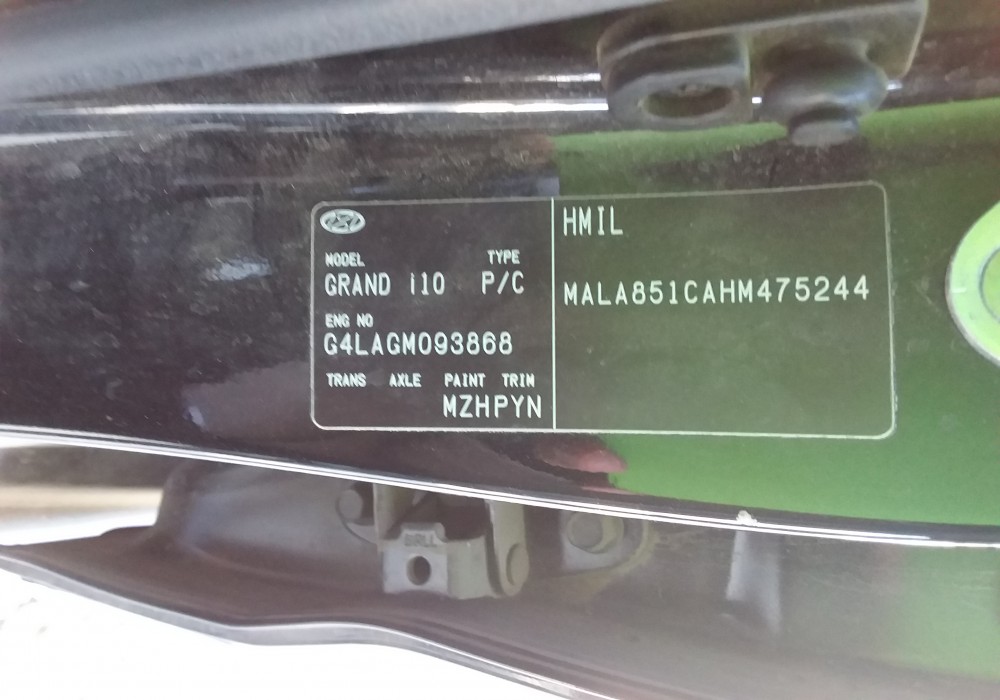 MODEL TYPE
GRAND i10 P/C
ENG NO
G4LAGM093868
TRANS AXLE PAINT TRIM
MZHPYN
HMIL
MALA851CAHM475244